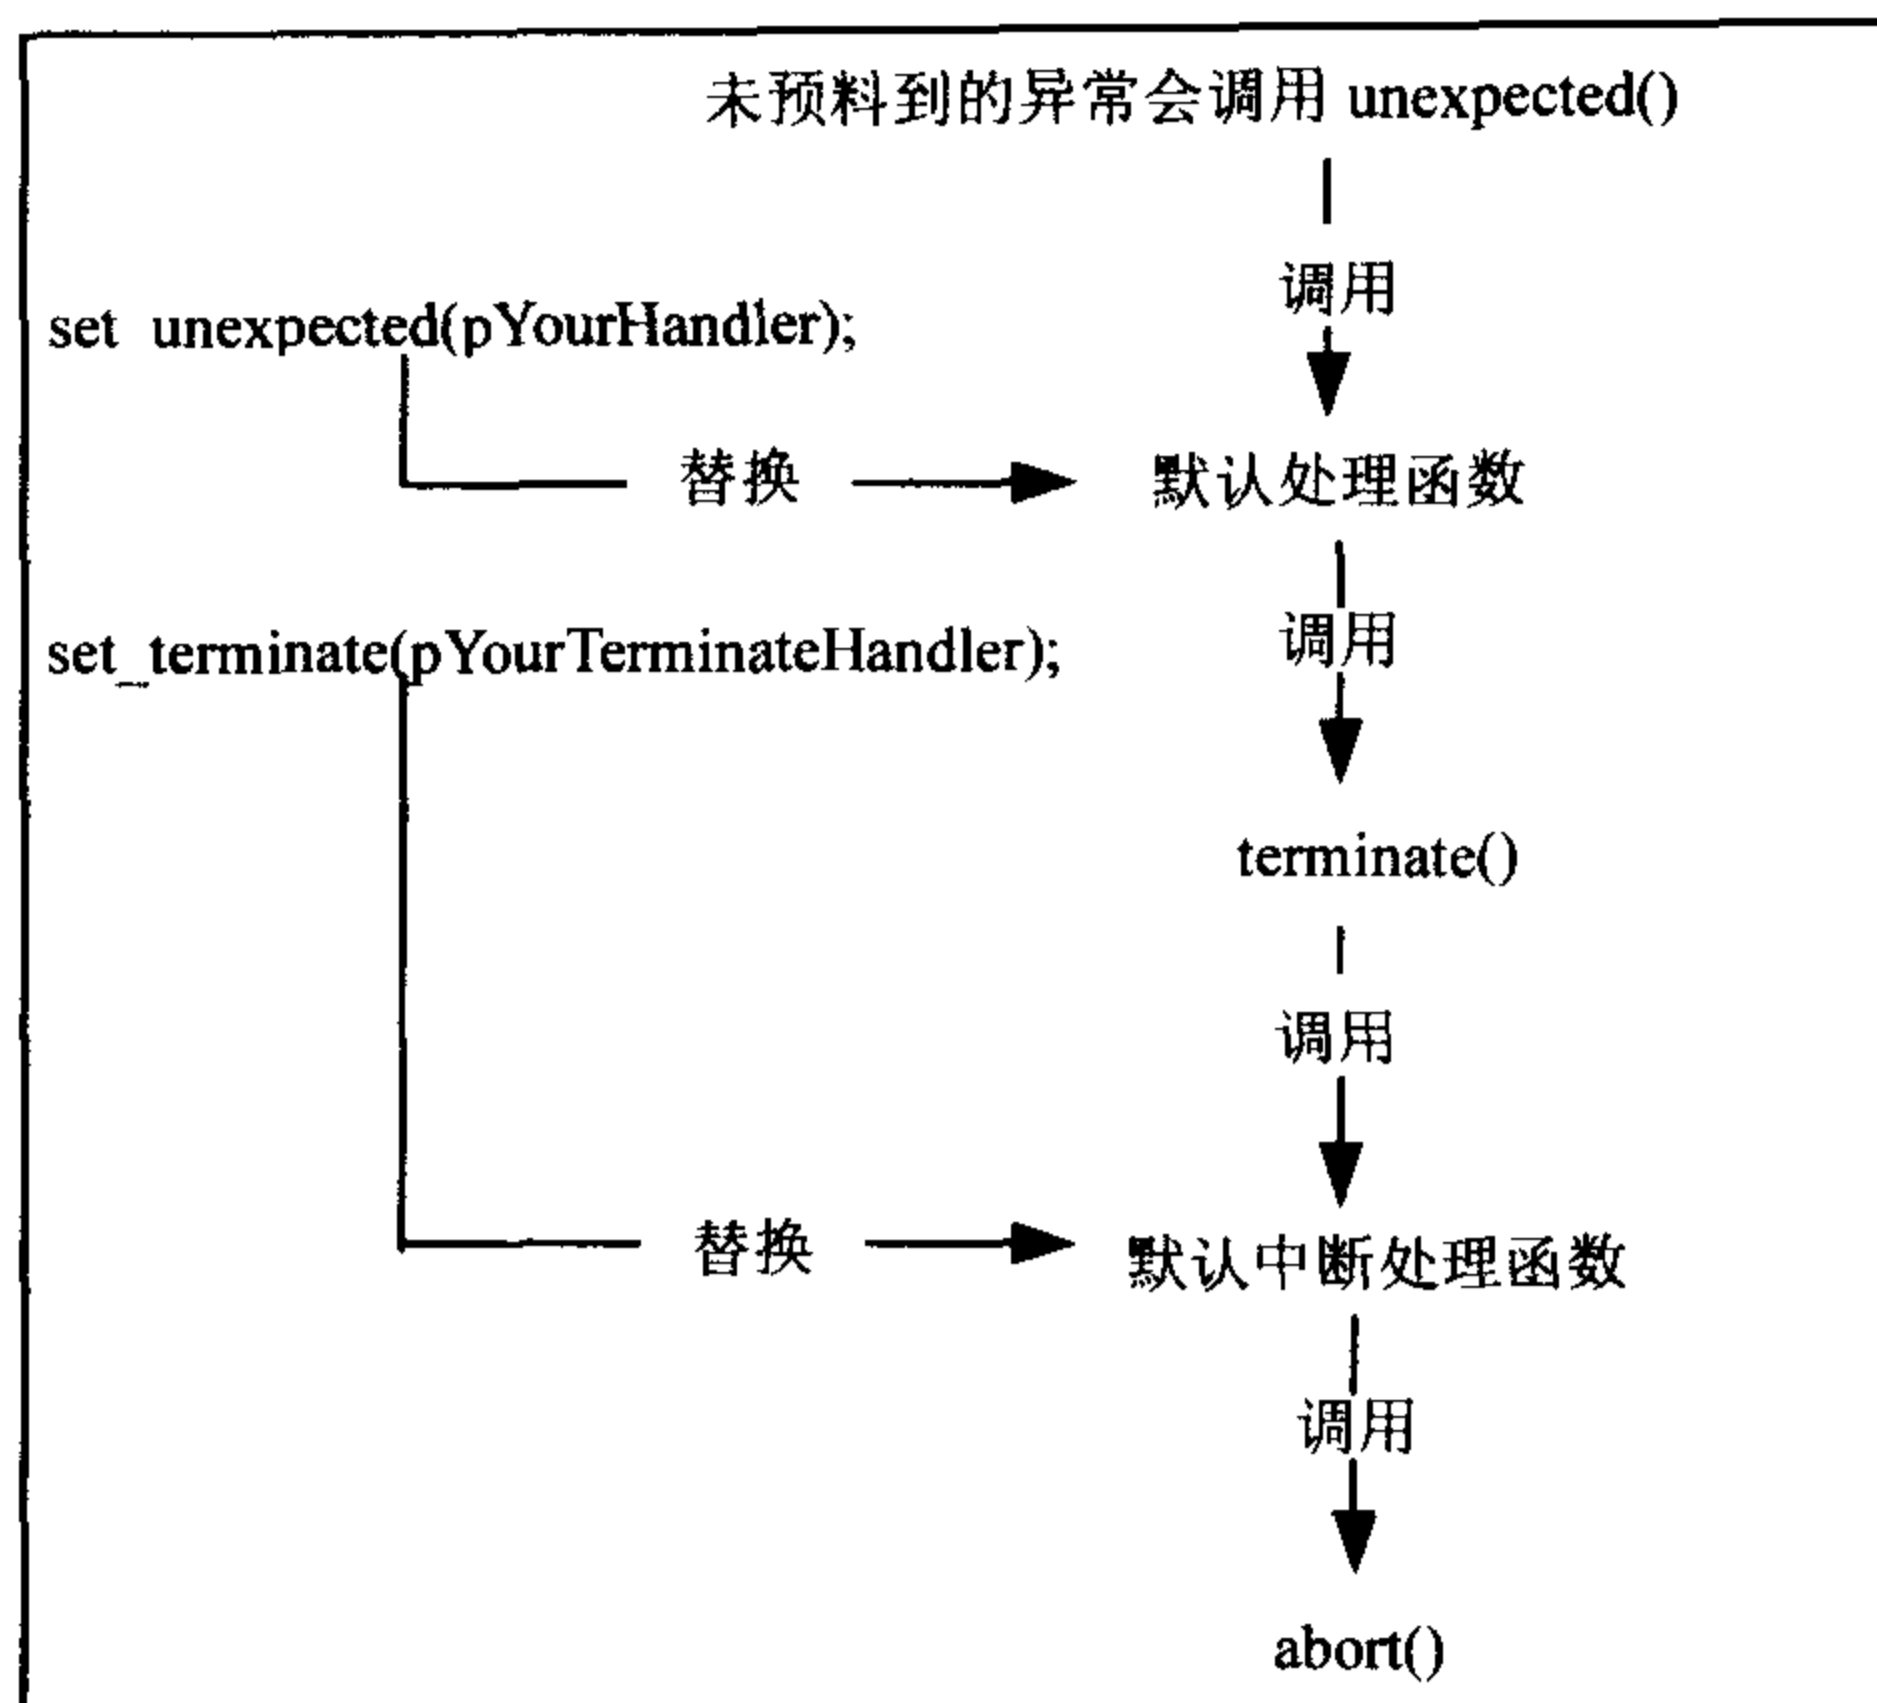 未预料到的异常会调用 unexpected()
调用
set unexpected(pYourHandler);
替换
默认处理函数
set_terminate(pYourTerminateHandler);
调用
terminate()
调用
替换
默认中断处理函数
调用
abort()